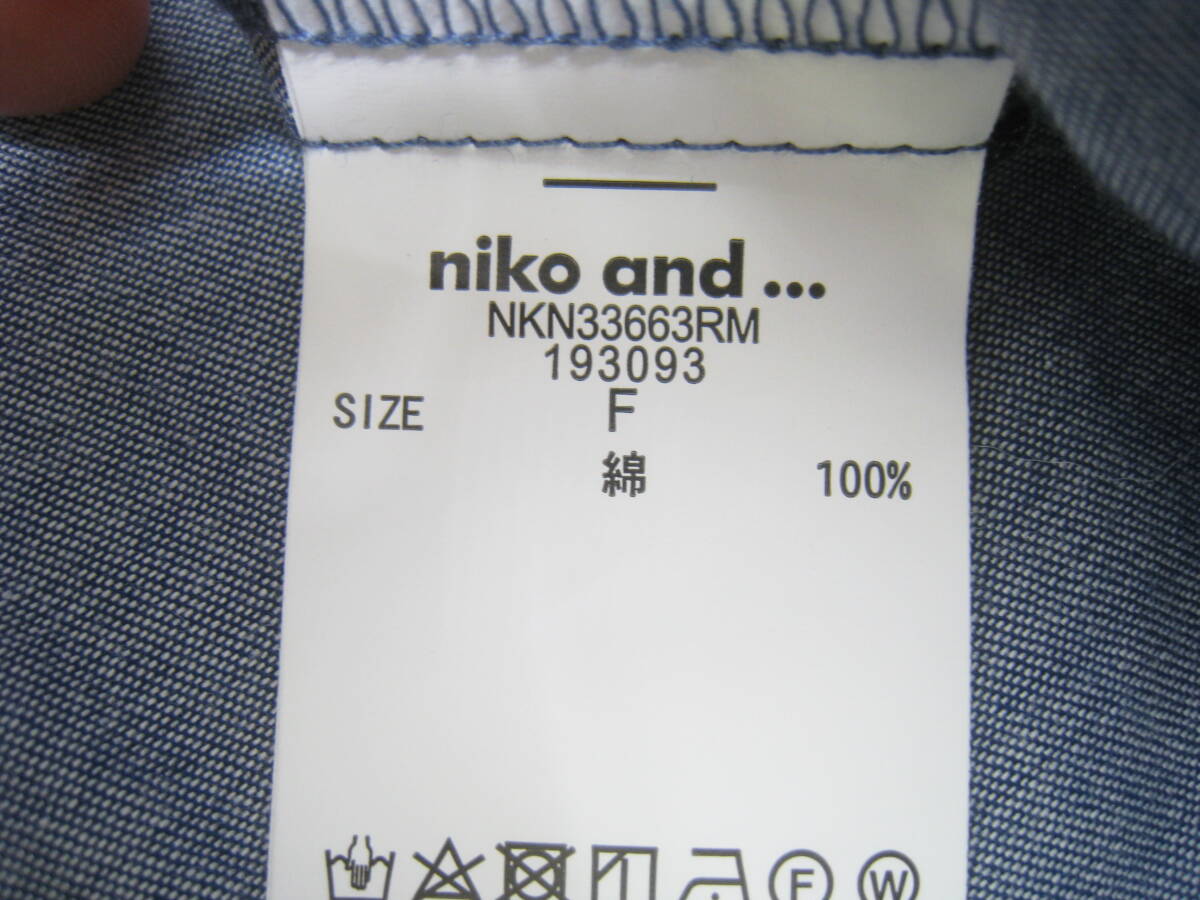 niko and ...
NKN33663RM
193093
SIZE F
綿 100%
F W